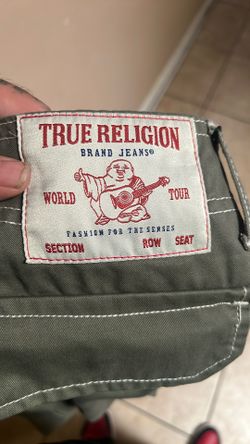 TRUE RELIGION
BRAND JEANS®
WORLD TOUR
FASHION FOR THE SENSES
SECTION ROW SEAT